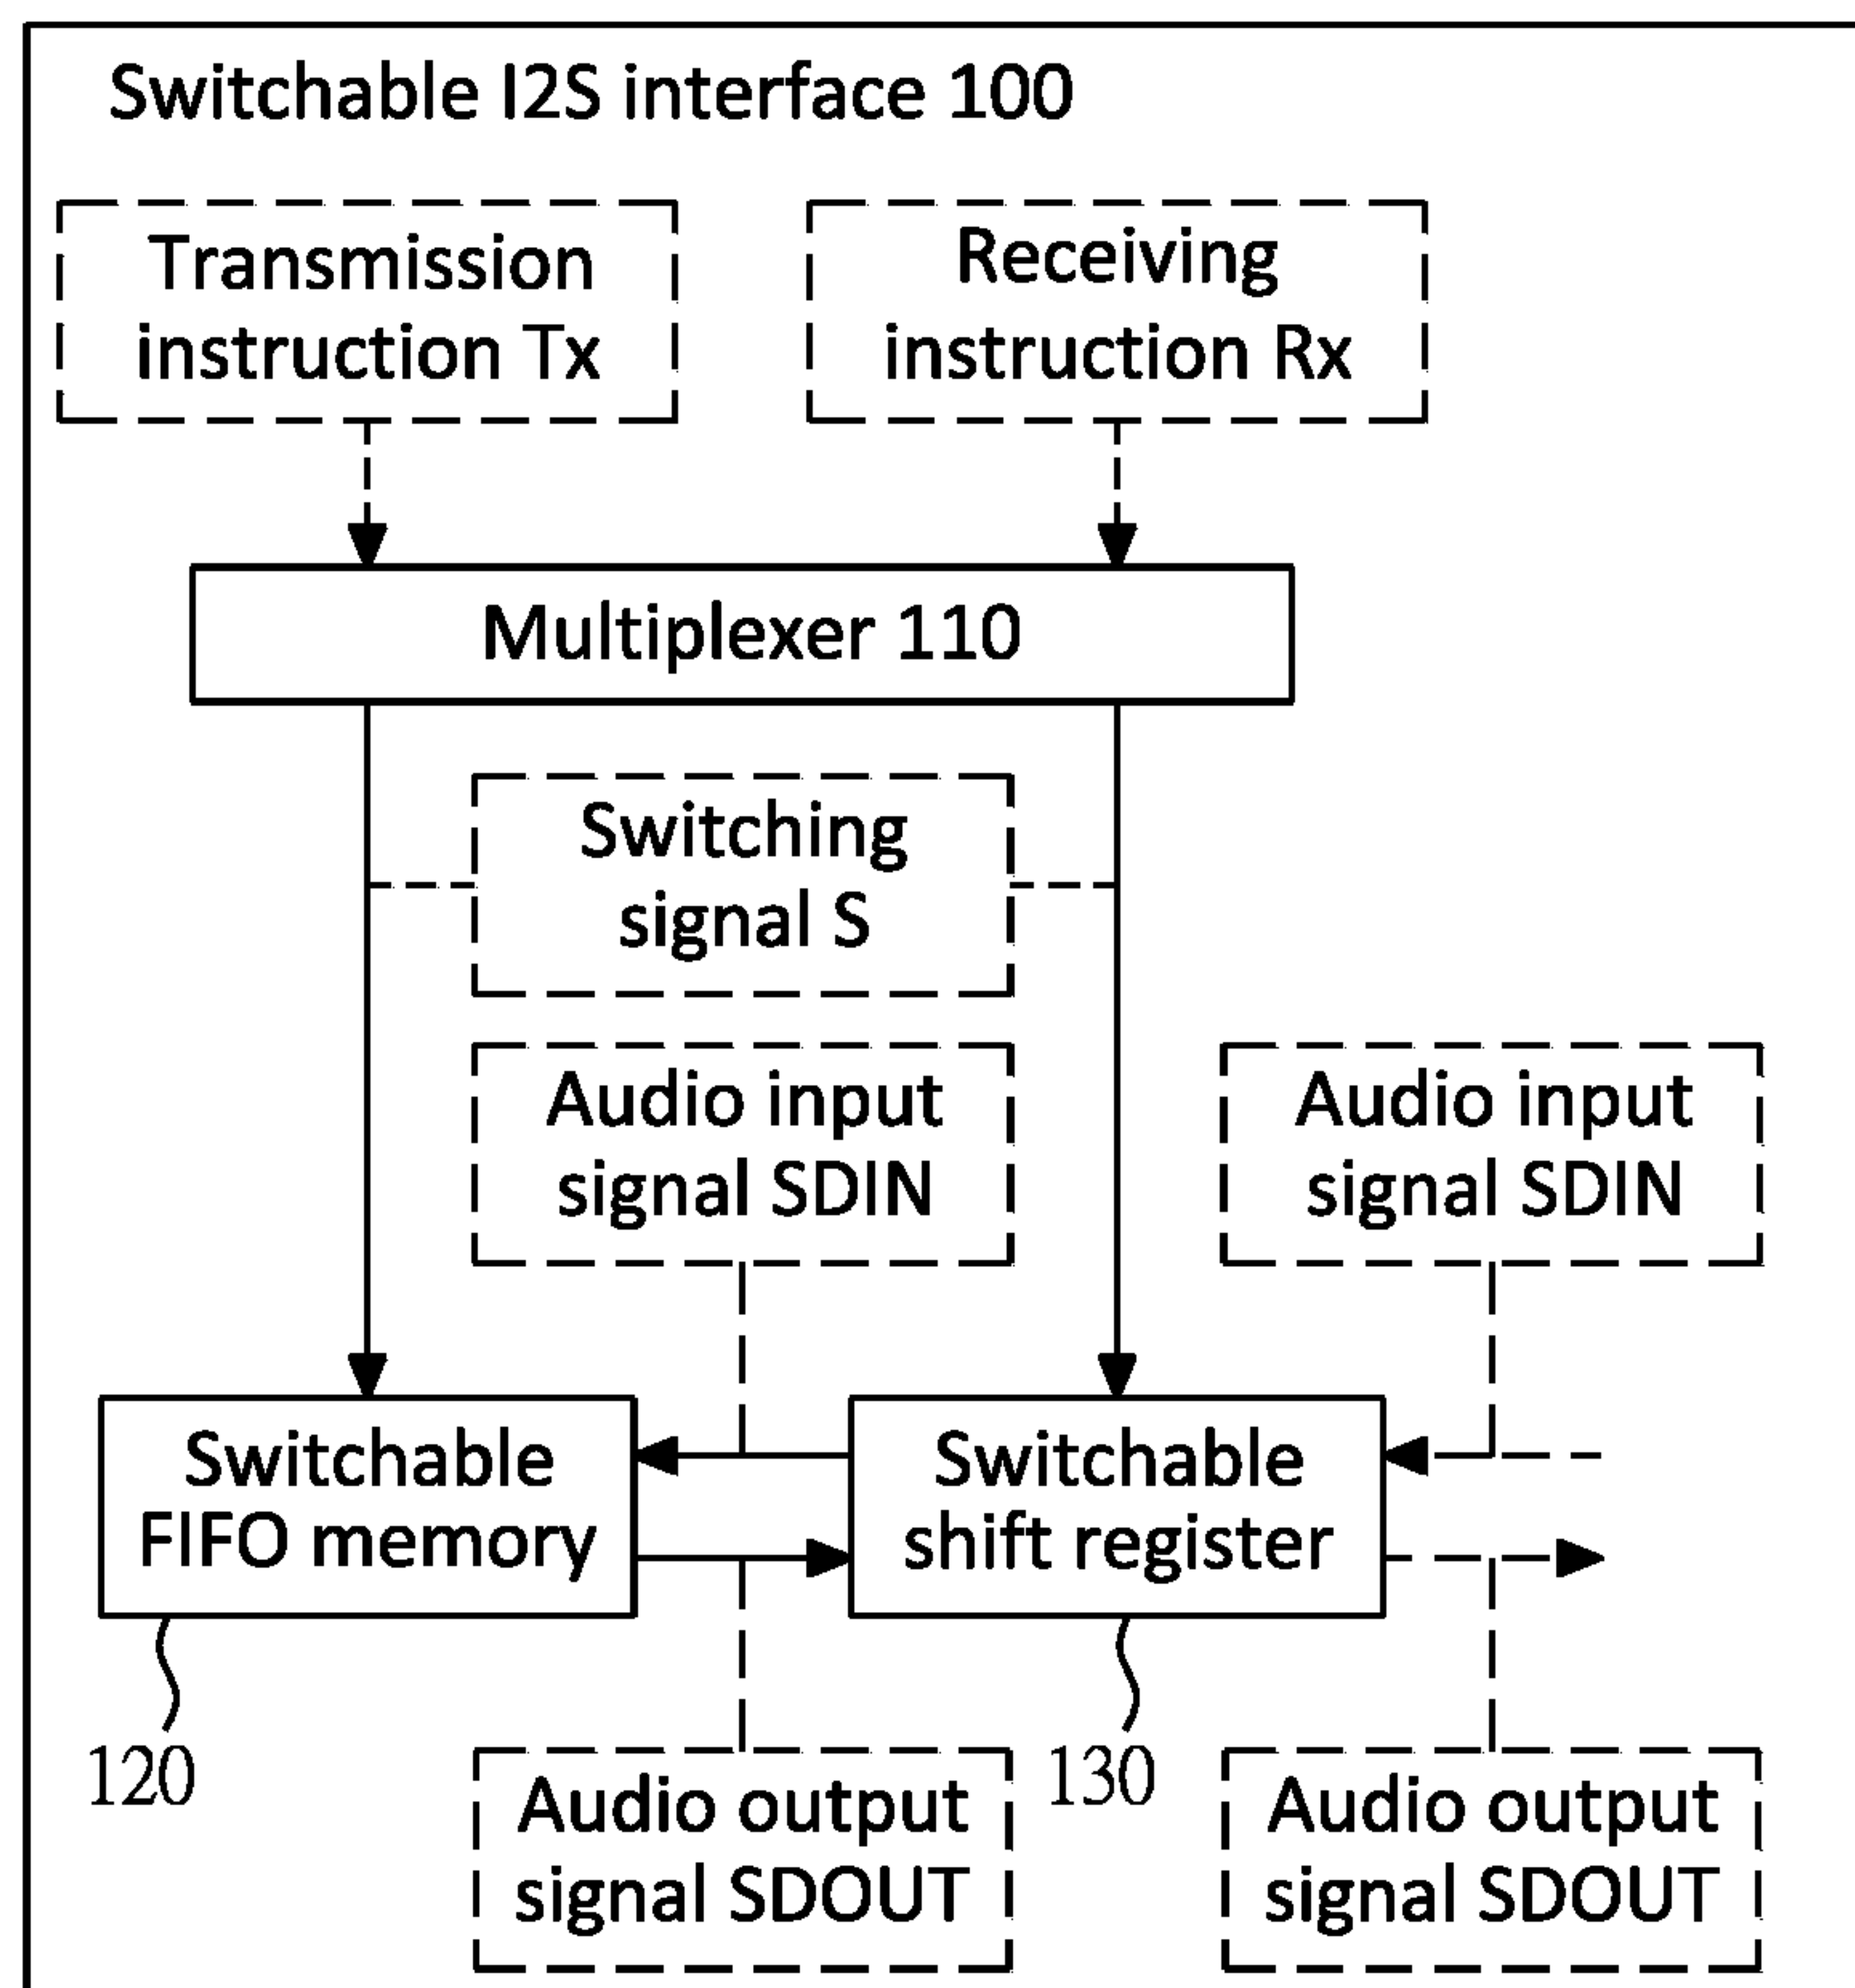 Switchable I2S interface 100
Transmission
instruction Tx
Receiving
instruction Rx
Multiplexer 110
Switching
signal S
Audio input
signal SDIN
Audio input
signal SDIN
Switchable
FIFO memory
Switchable
shift register
120
130
Audio output
signal SDOUT
Audio output
signal SDOUT